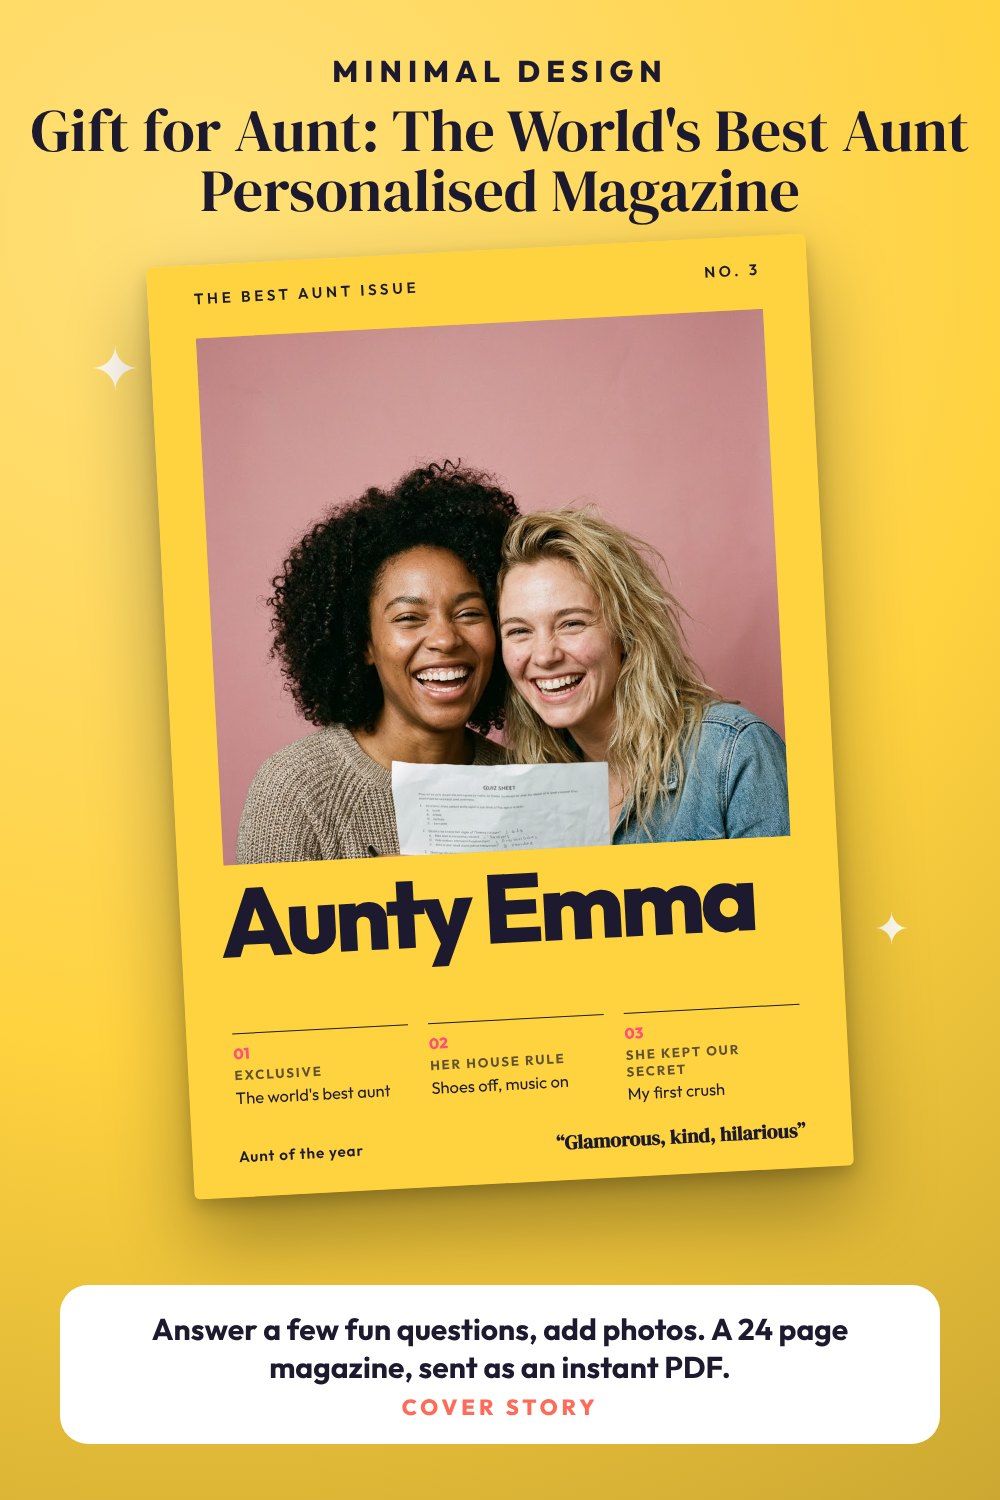 MINIMAL DESIGN
Gift for Aunt: The World's Best Aunt
Personalised Magazine
THE BEST AUNT ISSUE
NO. 3
QUIZ SHEET
Aunty Emma
01
EXCLUSIVE
The world's best aunt
02
HER HOUSE RULE
Shoes off, music on
03
SHE KEPT OUR
SECRET
My first crush
Aunt of the year
“Glamorous, kind, hilarious”
Answer a few fun questions, add photos. A 24 page
magazine, sent as an instant PDF.
COVER STORY